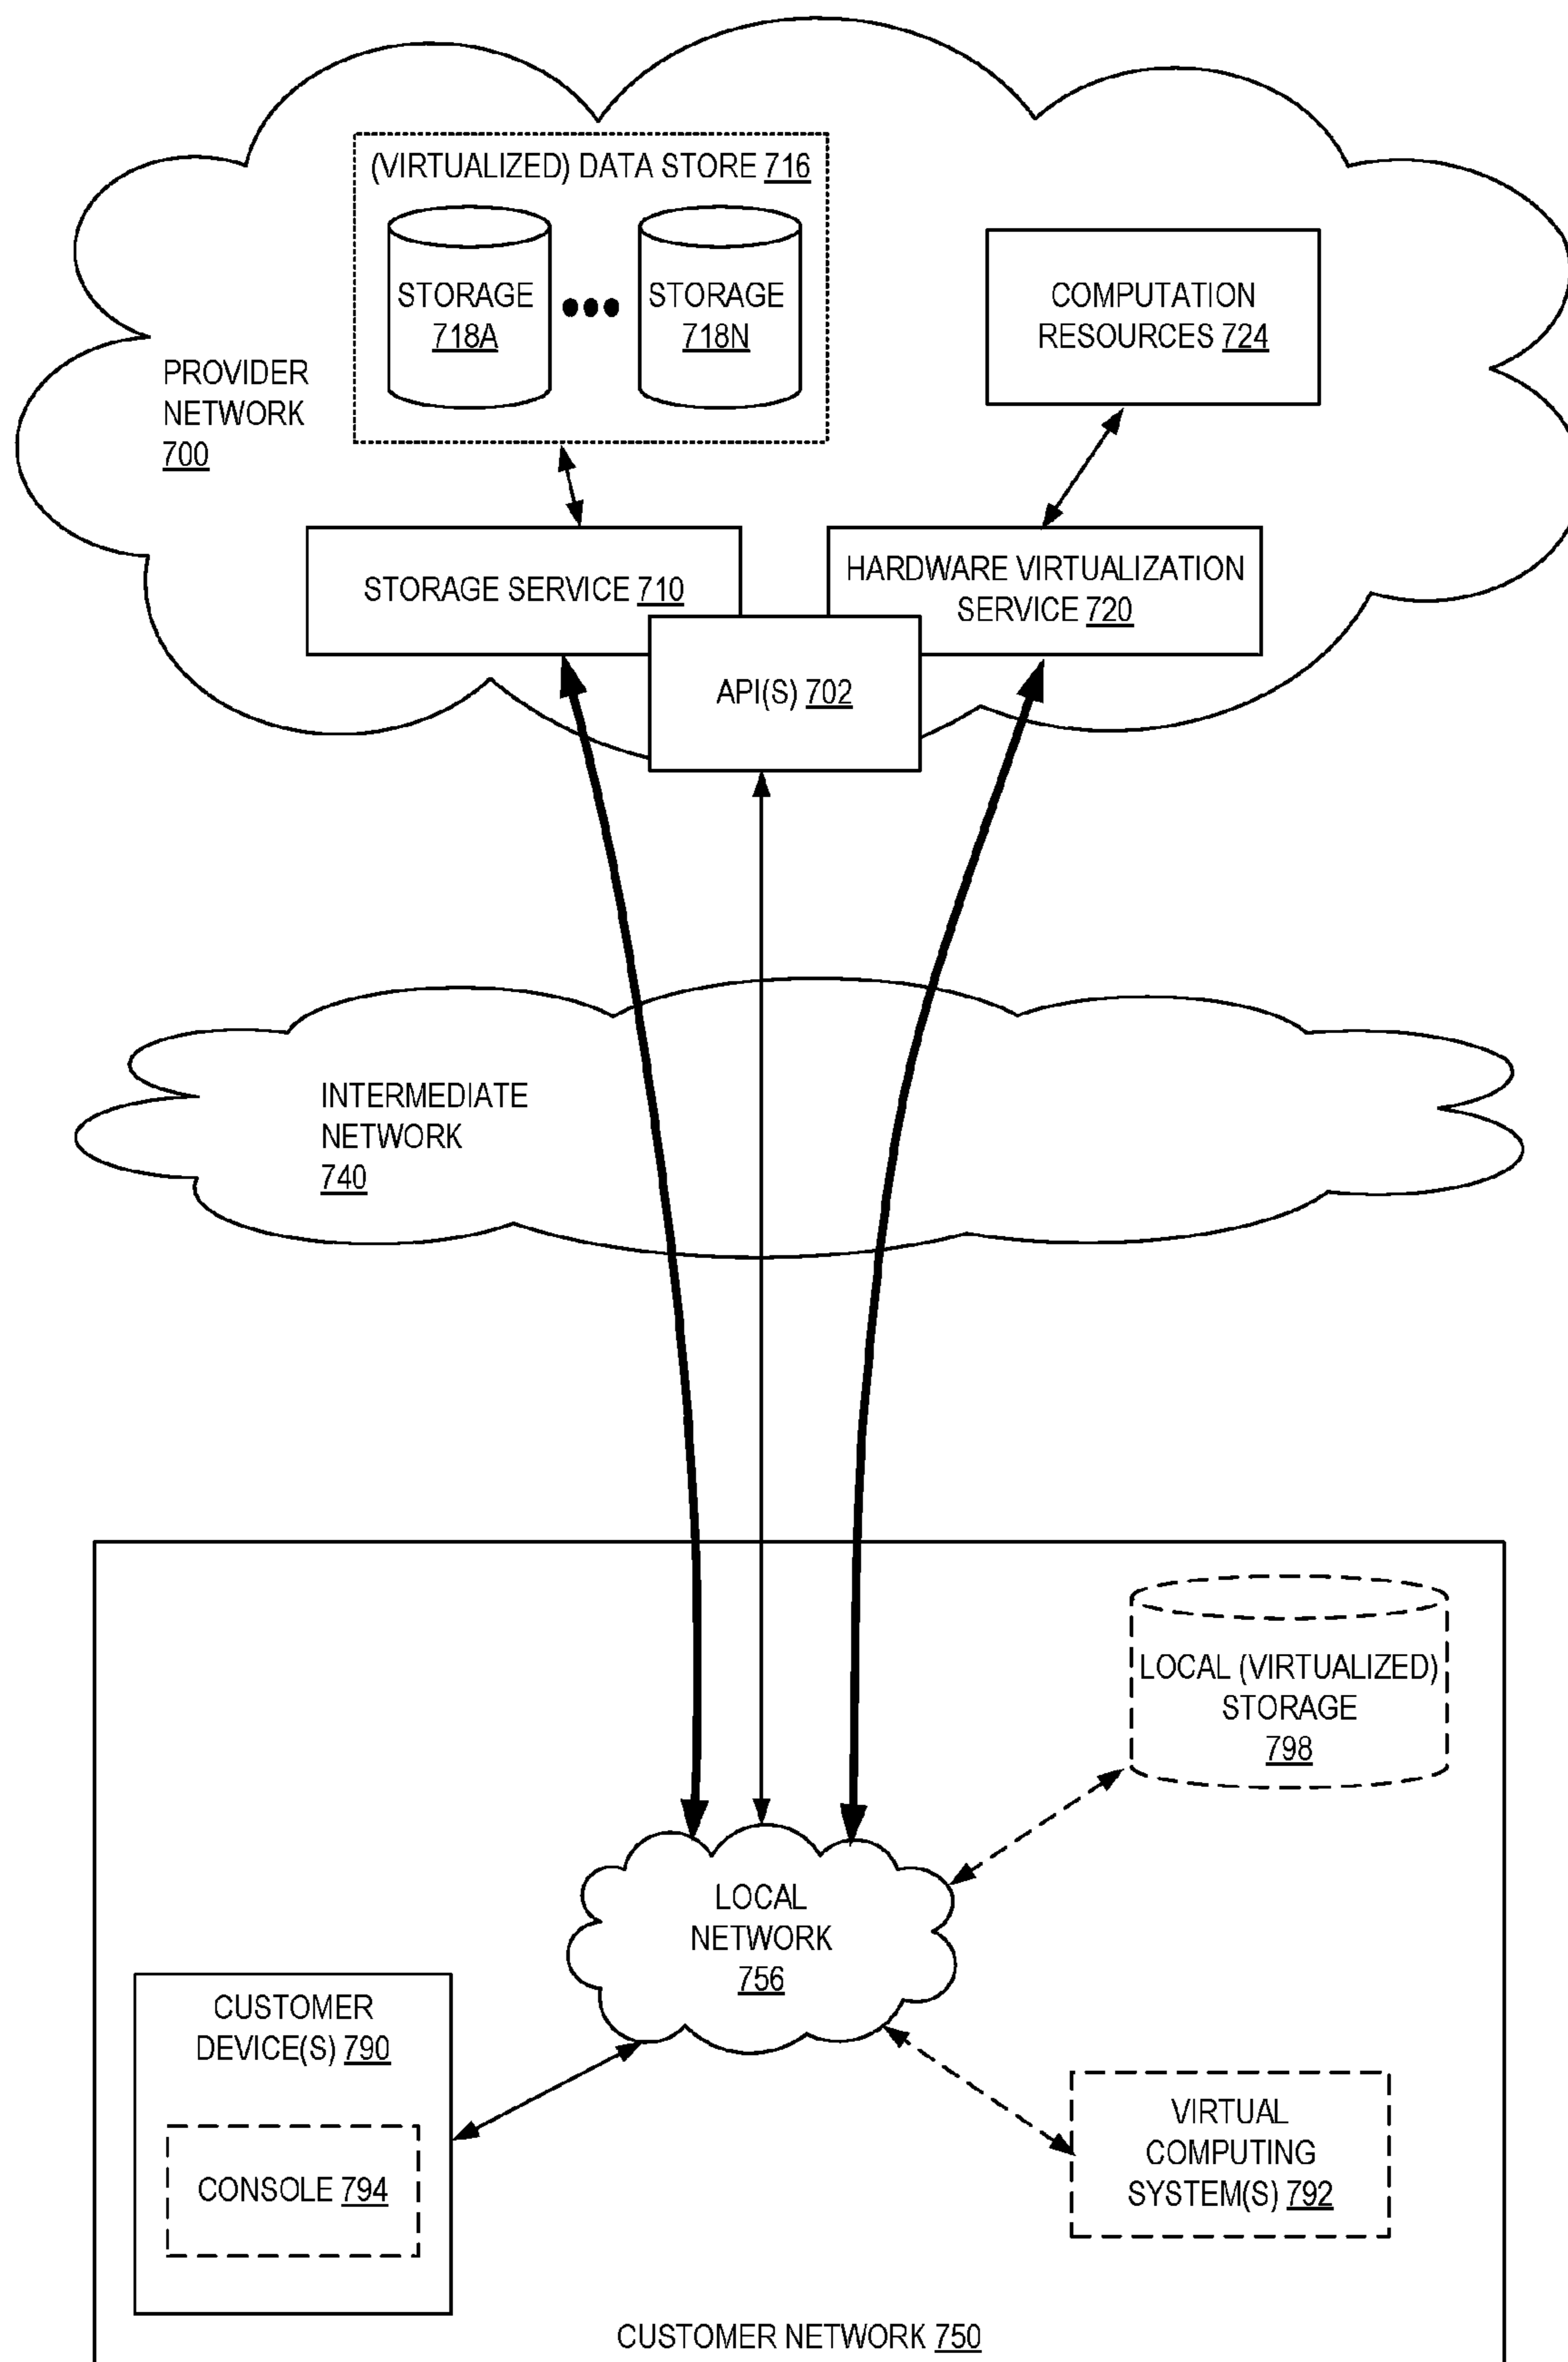 (VIRTUALIZED) DATA STORE 716
STORAGE
718A
STORAGE
718N
COMPUTATION
RESOURCES 724
PROVIDER
NETWORK
700
STORAGE SERVICE 710
HARDWARE VIRTUALIZATION
SERVICE 720
API(S) 702
INTERMEDIATE
NETWORK
740
LOCAL (VIRTUALIZED)
STORAGE
798
LOCAL
NETWORK
756
CUSTOMER
DEVICE(S) 790
CONSOLE 794
VIRTUAL
COMPUTING
SYSTEM(S) 792
CUSTOMER NETWORK 750